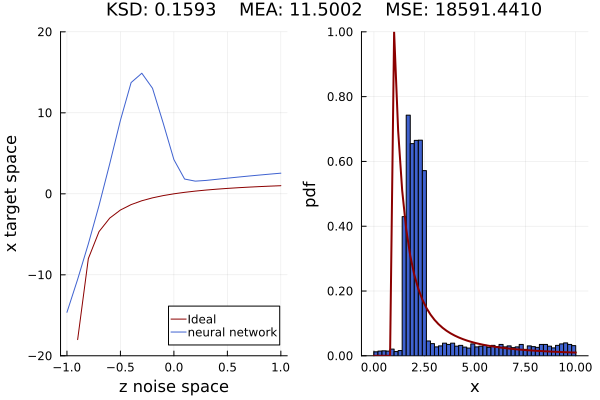 KSD: 0.1593    MEA: 11.5002    MSE: 18591.4410
20
10
0
−10
−20
−1.0 −0.5 0.0 0.5 1.0
x target space
z noise space
Ideal
neural network
1.00
0.80
0.60
0.40
0.20
0.00
0.00 2.50 5.00 7.50 10.00
pdf
x